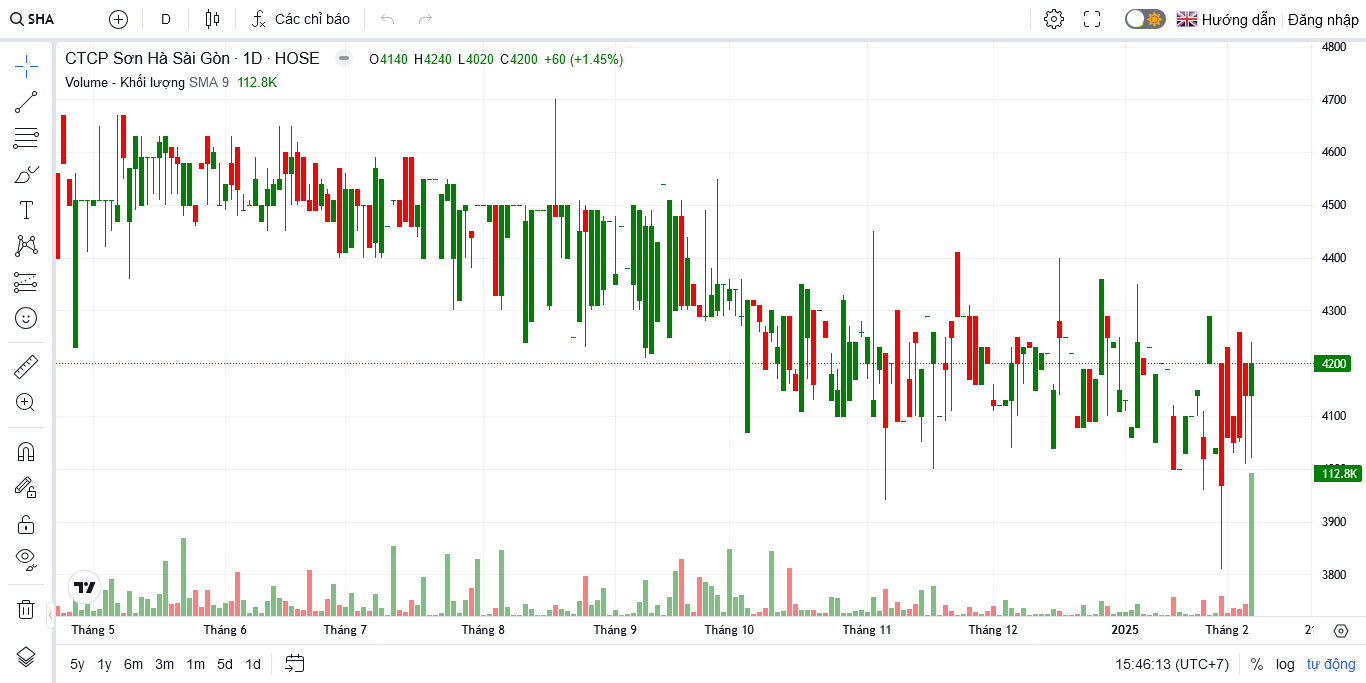 SHA D Các chỉ báo Hướng dẫn Đăng nhập
CTCP Sơn Hà Sài Gòn · 1D · HOSE O4140 H4240 L4020 C4200 +60 (+1.45%)
Volume - Khối lượng SMA 9 112.8K
4800
4700
4600
4500
4400
4300
4200
4100
112.8K
3900
3800
Tháng 5 Tháng 6 Tháng 7 Tháng 8 Tháng 9 Tháng 10 Tháng 11 Tháng 12 2025 Tháng 2
5y 1y 6m 3m 1m 5d 1d 15:46:13 (UTC+7) % log tự động